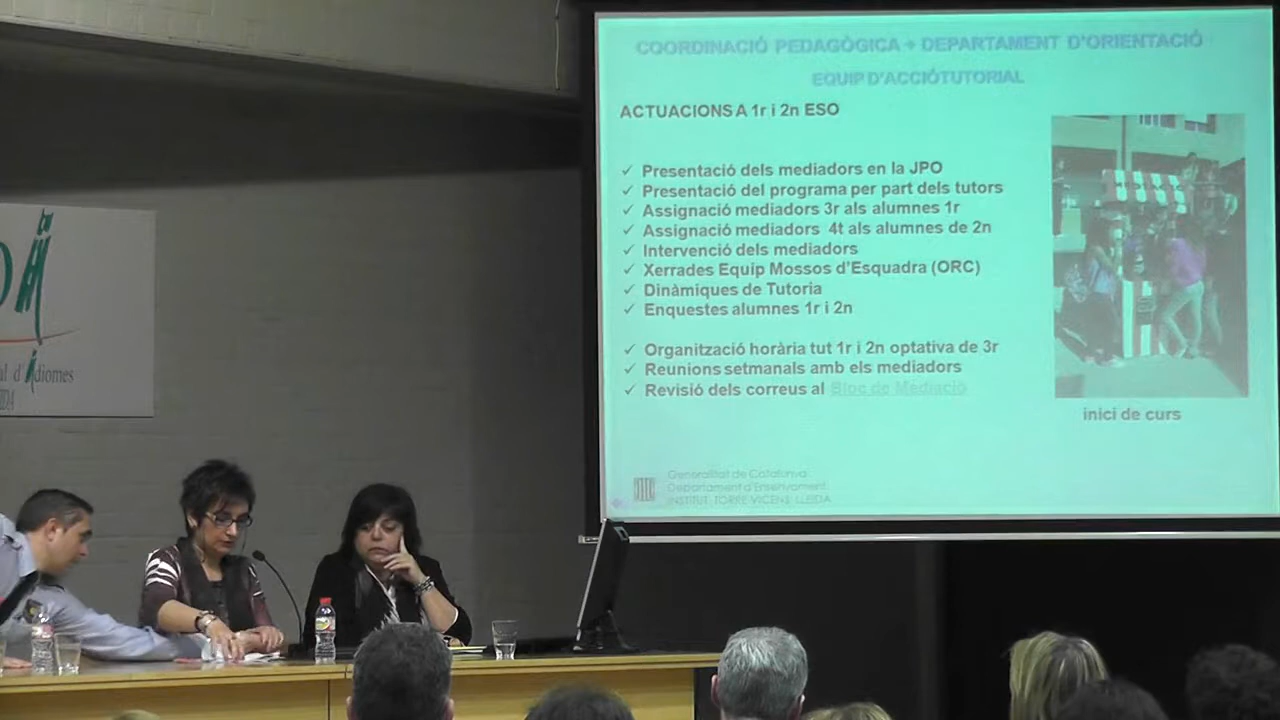 COORDINACIÓ PEDAGÒGICA + DEPARTAMENT D'ORIENTACIÓ
EQUIP D'ACCIÓTUTORIAL
ACTUACIONS A 1r i 2n ESO
✓ Presentació dels mediadors en la JPO
✓ Presentació del programa per part dels tutors
✓ Assignació mediadors 3r als alumnes 1r
✓ Assignació mediadors 4t als alumnes de 2n
✓ Intervenció dels mediadors
✓ Xerrades Equip Mossos d'Esquadra (ORC)
✓ Dinàmiques de Tutoria
✓ Enquestes alumnes 1r i 2n
✓ Organització horària tut 1r i 2n optativa de 3r
✓ Reunions setmanals amb els mediadors
✓ Revisió dels correus al Bloc de Mediació
inici de curs
Generalitat de Catalunya
Departament d'Ensenyament
INSTITUT TORRE VICENS LLEIDA
al d'idiomes